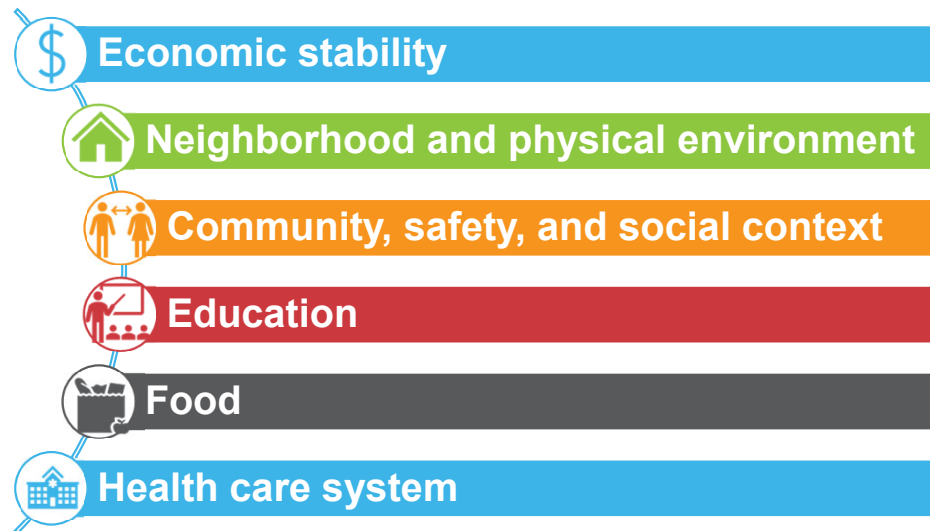 Economic stability
Neighborhood and physical environment
Community, safety, and social context
Education
Food
Health care system